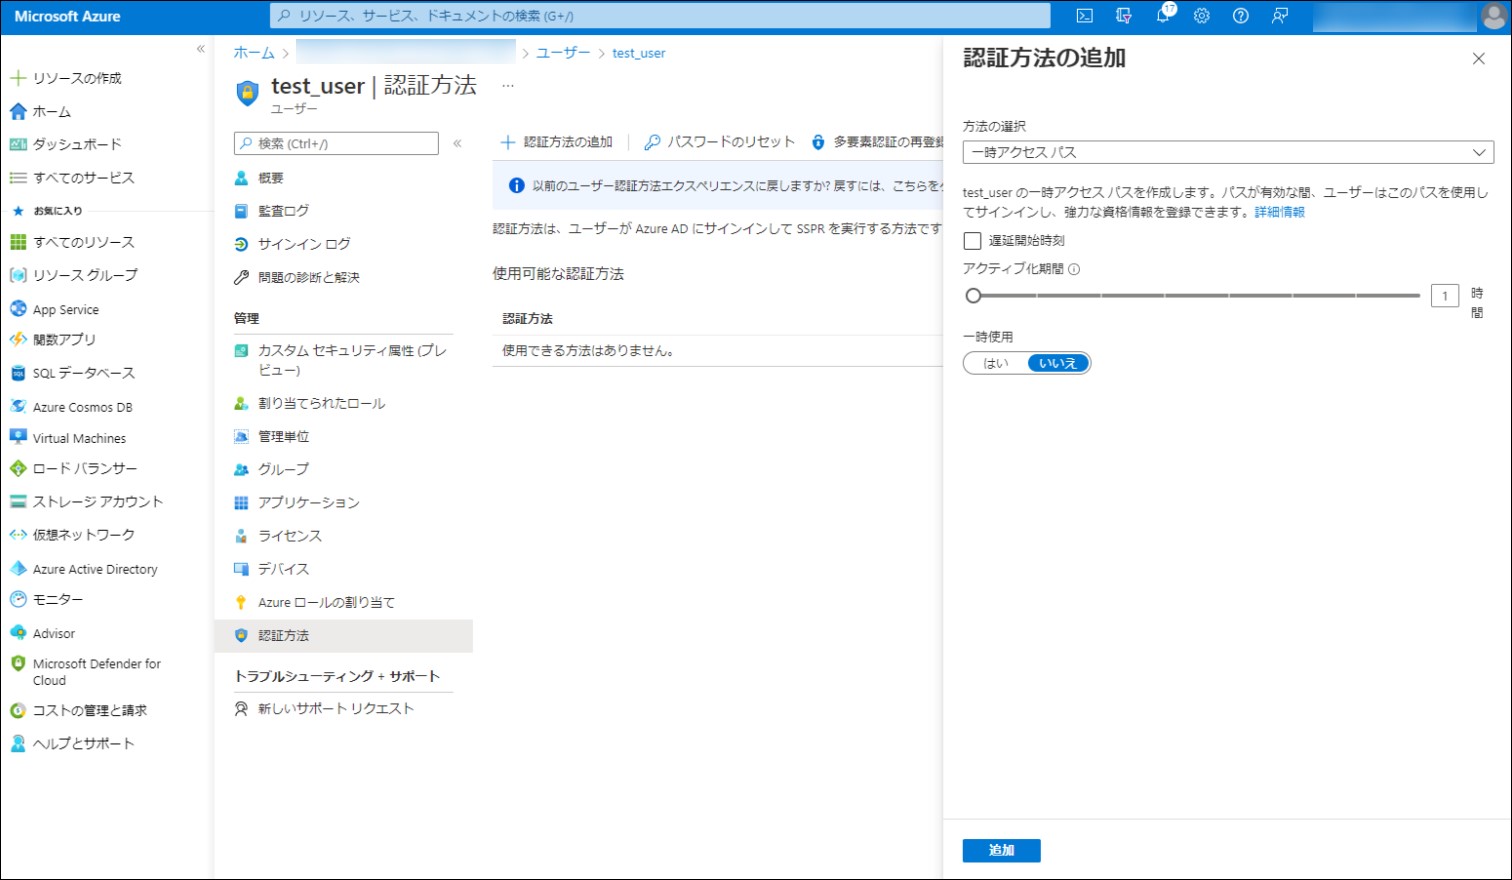 Microsoft Azure
リソース、サービス、ドキュメントの検索 (G+/)
17
«
リソースの作成
ホーム
ダッシュボード
すべてのサービス
お気に入り
すべてのリソース
リソース グループ
App Service
関数アプリ
SQL データベース
Azure Cosmos DB
Virtual Machines
ロード バランサー
ストレージ アカウント
仮想ネットワーク
Azure Active Directory
モニター
Advisor
Microsoft Defender for
Cloud
コストの管理と請求
ヘルプとサポート
ホーム > > ユーザー > test_user
test_user | 認証方法 …
ユーザー
検索 (Ctrl+/) «
概要
監査ログ
サインイン ログ
問題の診断と解決
管理
カスタム セキュリティ属性 (プレ
ビュー)
割り当てられたロール
管理単位
グループ
アプリケーション
ライセンス
デバイス
Azure ロールの割り当て
認証方法
トラブルシューティング + サポート
新しいサポート リクエスト
認証方法の追加 パスワードのリセット 多要素認証の再登録
以前のユーザー認証方法エクスペリエンスに戻しますか? 戻すには、こちらをク
認証方法は、ユーザーが Azure AD にサインインして SSPR を実行する方法です
使用可能な認証方法
認証方法
使用できる方法はありません。
認証方法の追加
方法の選択
一時アクセス パス
test_user の一時アクセス パスを作成します。パスが有効な間、ユーザーはこのパスを使用し
てサインインし、強力な資格情報を登録できます。詳細情報
遅延開始時刻
アクティブ化期間
1 時
間
一時使用
はい いいえ
追加